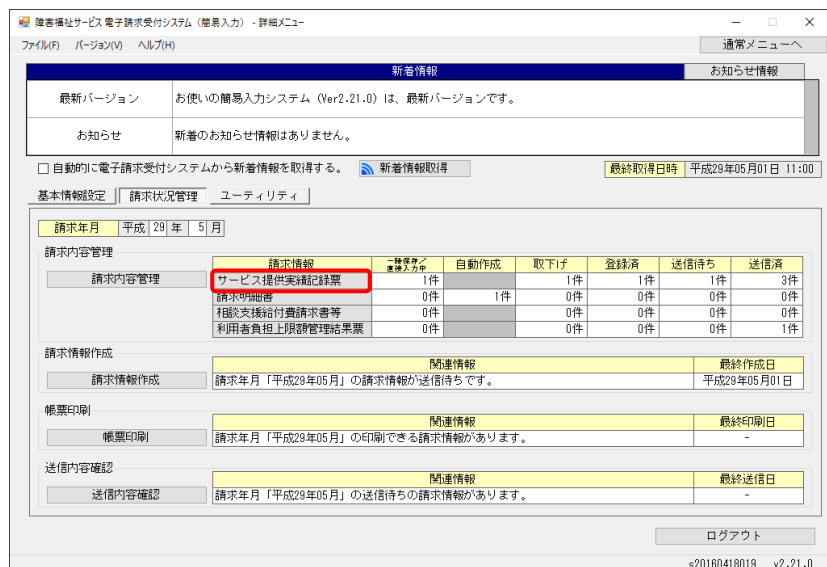 障害福祉サービス 電子請求受付システム（簡易入力） - 詳細メニュー
ファイル(F) バージョン(V) ヘルプ(H) 通常メニューへ
新着情報 お知らせ情報
最新バージョン お使いの簡易入力システム（Ver2.21.0）は、最新バージョンです。
お知らせ 新着のお知らせ情報はありません。
自動的に電子請求受付システムから新着情報を取得する。 新着情報取得 最終取得日時 平成29年05月01日 11:00
基本情報設定 請求状況管理 ユーティリティ
請求年月 平成 29 年 5 月
請求内容管理
請求情報 一時保存／直接入力中 自動作成 取下げ 登録済 送信待ち 送信済
請求内容管理 サービス提供実績記録票 1件 1件 1件 1件 3件
請求明細書 0件 1件 0件 0件 0件 0件
相談支援給付費請求書等 0件 0件 0件 0件 0件
利用者負担上限額管理結果票 0件 0件 0件 0件 1件
請求情報作成
関連情報 最終作成日
請求情報作成 請求年月「平成29年05月」の請求情報が送信待ちです。 平成29年05月01日
帳票印刷
関連情報 最終印刷日
帳票印刷 請求年月「平成29年05月」の印刷できる請求情報があります。 -
送信内容確認
関連情報 最終送信日
送信内容確認 請求年月「平成29年05月」の送信待ちの請求情報があります。 -
ログアウト
s20160418019 v2.21.0